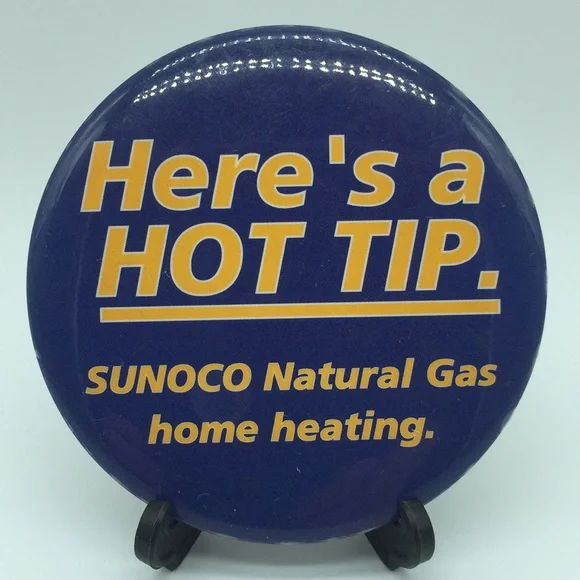 Here's a
HOT TIP.
SUNOCO Natural Gas
home heating.